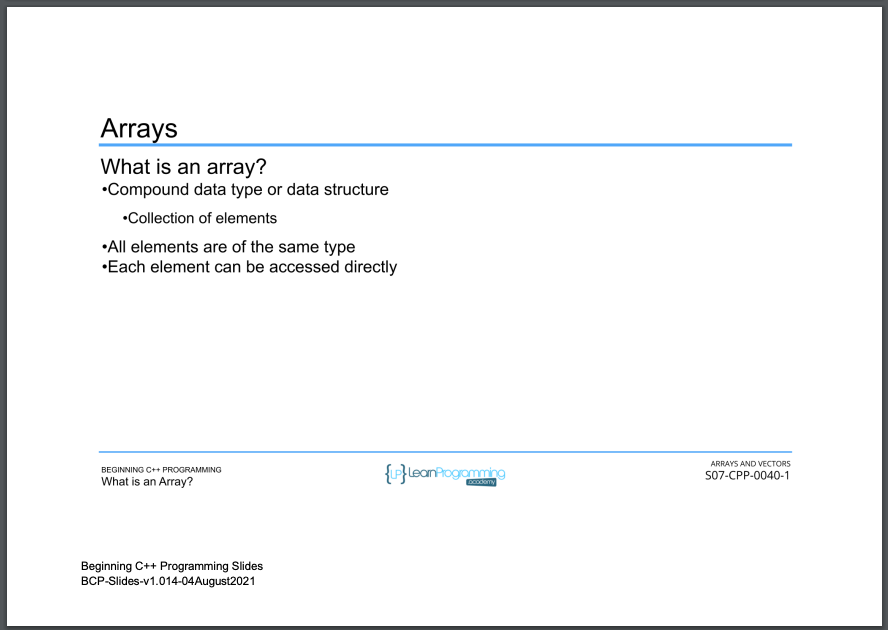 Arrays
What is an array?
•Compound data type or data structure
•Collection of elements
•All elements are of the same type
•Each element can be accessed directly
BEGINNING C++ PROGRAMMING
What is an Array?
{LP}LearnProgramming
academy
ARRAYS AND VECTORS
S07-CPP-0040-1
Beginning C++ Programming Slides
BCP-Slides-v1.014-04August2021